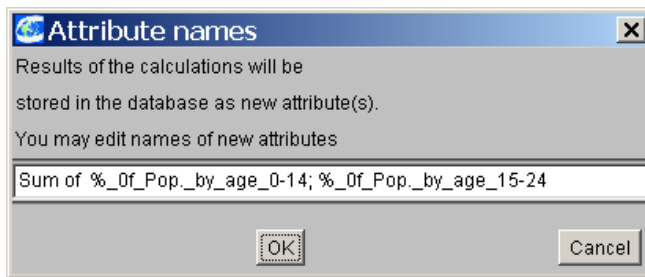 Attribute names
Results of the calculations will be
stored in the database as new attribute(s).
You may edit names of new attributes
Sum of %_0f_Pop._by_age_0-14; %_0f_Pop._by_age_15-24
OK
Cancel